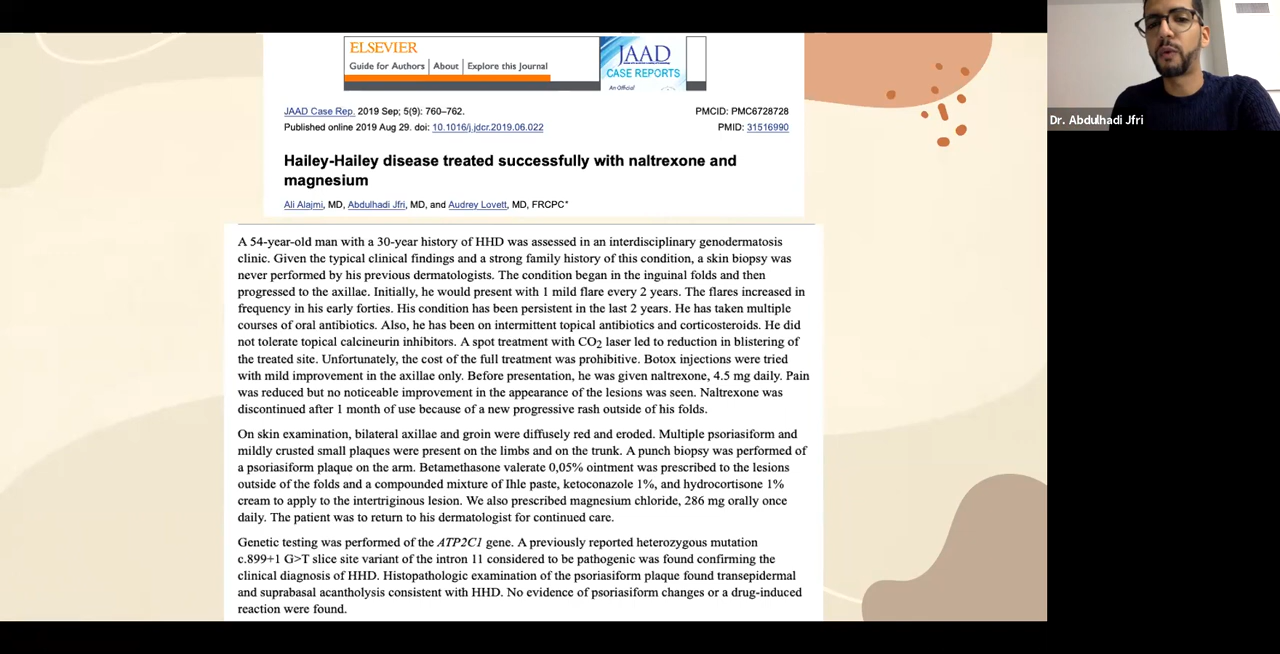 ELSEVIER
Guide for Authors | About | Explore this Journal
JAAD
CASE REPORTS
An Official
JAAD Case Rep. 2019 Sep; 5(9): 760–762.
PMCID: PMC6728728
Published online 2019 Aug 29. doi: 10.1016/j.jdcr.2019.06.022
PMID: 31516990
Hailey-Hailey disease treated successfully with naltrexone and
magnesium
Ali Alajmi, MD, Abdulhadi Jfri, MD, and Audrey Lovett, MD, FRCPC*
A 54-year-old man with a 30-year history of HHD was assessed in an interdisciplinary genodermatosis
clinic. Given the typical clinical findings and a strong family history of this condition, a skin biopsy was
never performed by his previous dermatologists. The condition began in the inguinal folds and then
progressed to the axillae. Initially, he would present with 1 mild flare every 2 years. The flares increased in
frequency in his early forties. His condition has been persistent in the last 2 years. He has taken multiple
courses of oral antibiotics. Also, he has been on intermittent topical antibiotics and corticosteroids. He did
not tolerate topical calcineurin inhibitors. A spot treatment with CO2 laser led to reduction in blistering of
the treated site. Unfortunately, the cost of the full treatment was prohibitive. Botox injections were tried
with mild improvement in the axillae only. Before presentation, he was given naltrexone, 4.5 mg daily. Pain
was reduced but no noticeable improvement in the appearance of the lesions was seen. Naltrexone was
discontinued after 1 month of use because of a new progressive rash outside of his folds.
On skin examination, bilateral axillae and groin were diffusely red and eroded. Multiple psoriasiform and
mildly crusted small plaques were present on the limbs and on the trunk. A punch biopsy was performed of
a psoriasiform plaque on the arm. Betamethasone valerate 0,05% ointment was prescribed to the lesions
outside of the folds and a compounded mixture of Ihle paste, ketoconazole 1%, and hydrocortisone 1%
cream to apply to the intertriginous lesion. We also prescribed magnesium chloride, 286 mg orally once
daily. The patient was to return to his dermatologist for continued care.
Genetic testing was performed of the ATP2C1 gene. A previously reported heterozygous mutation
c.899+1 G>T slice site variant of the intron 11 considered to be pathogenic was found confirming the
clinical diagnosis of HHD. Histopathologic examination of the psoriasiform plaque found transepidermal
and suprabasal acantholysis consistent with HHD. No evidence of psoriasiform changes or a drug-induced
reaction were found.
Dr. Abdulhadi Jfri